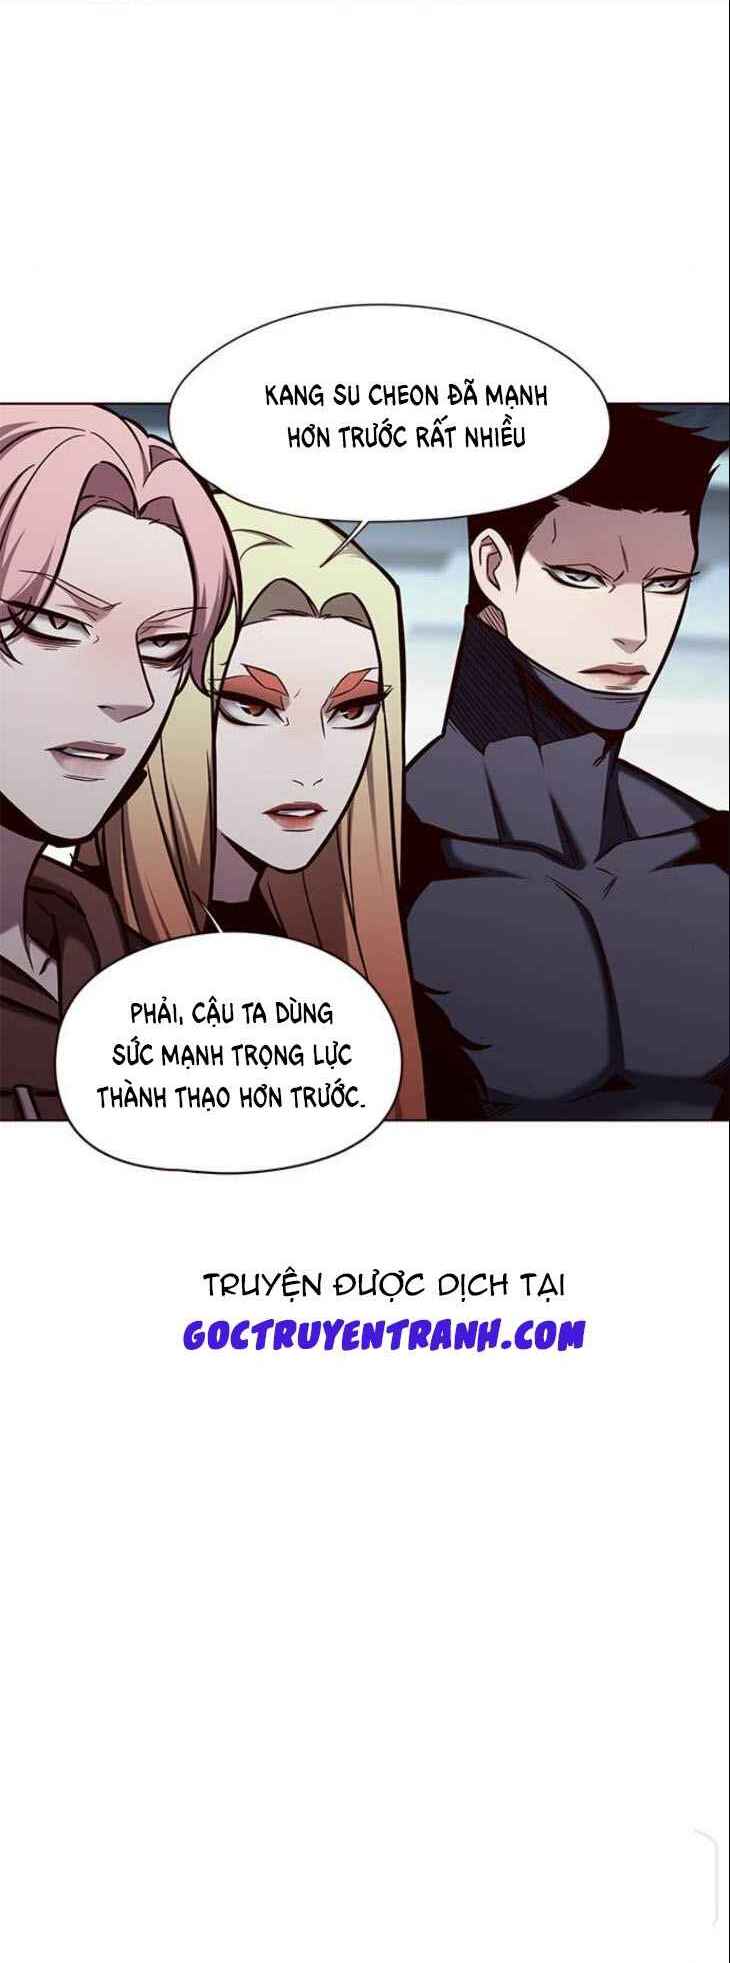 KANG SU CHEON ĐÃ MẠNH
HƠN TRƯỚC RẤT NHIỀU
PHẢI, CẬU TA DÙNG
SỨC MẠNH TRỌNG LỰC
THÀNH THẠO HƠN TRƯỚC.
TRUYỆN ĐƯỢC DỊCH TẠI
GOCTRUYENTRANH.COM